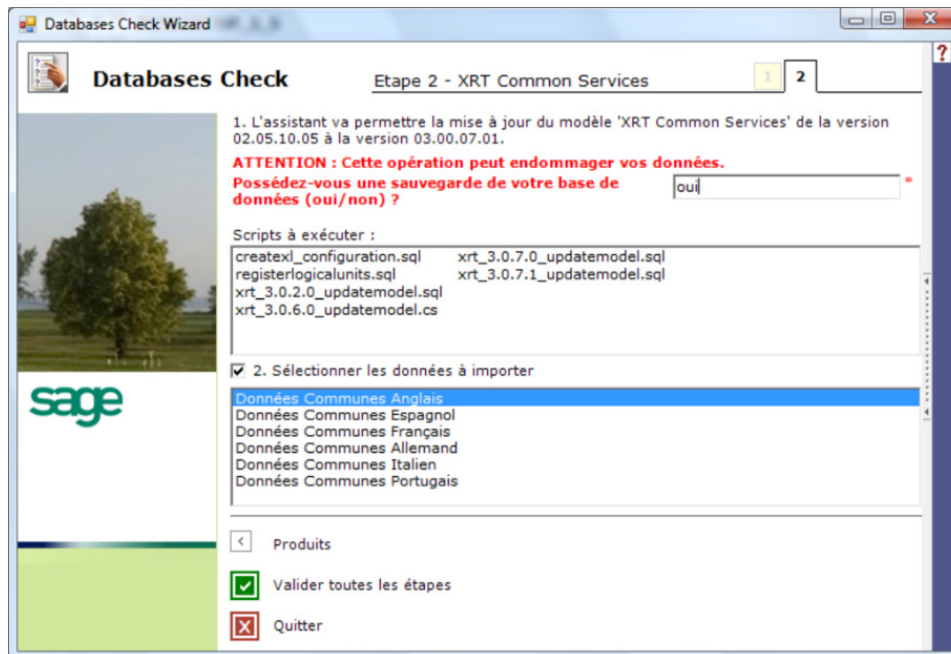 Databases Check Wizard
?
Databases Check
Etape 2 - XRT Common Services
1
2
1. L'assistant va permettre la mise à jour du modèle 'XRT Common Services' de la version
02.05.10.05 à la version 03.00.07.01.
ATTENTION : Cette opération peut endommager vos données.
Possédez-vous une sauvegarde de votre base de
données (oui/non) ?
oui
*
Scripts à exécuter :
createxl_configuration.sql xrt_3.0.7.0_updatemodel.sql
registerlogicalunits.sql xrt_3.0.7.1_updatemodel.sql
xrt_3.0.2.0_updatemodel.sql
xrt_3.0.6.0_updatemodel.cs
2. Sélectionner les données à importer
sage
Données Communes Anglais
Données Communes Espagnol
Données Communes Français
Données Communes Allemand
Données Communes Italien
Données Communes Portugais
< Produits
Valider toutes les étapes
Quitter